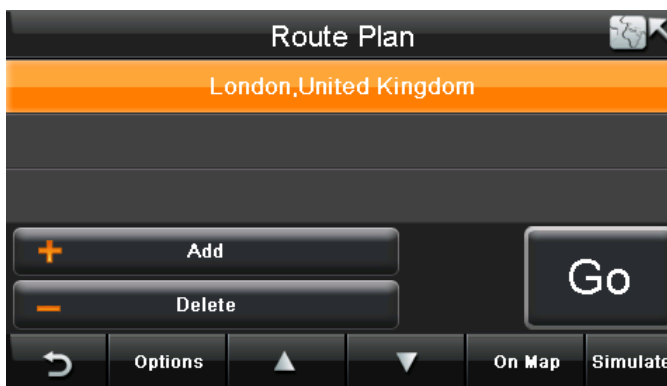 Route Plan
London,United Kingdom
Add
Delete
Go
Options
On Map
Simulate